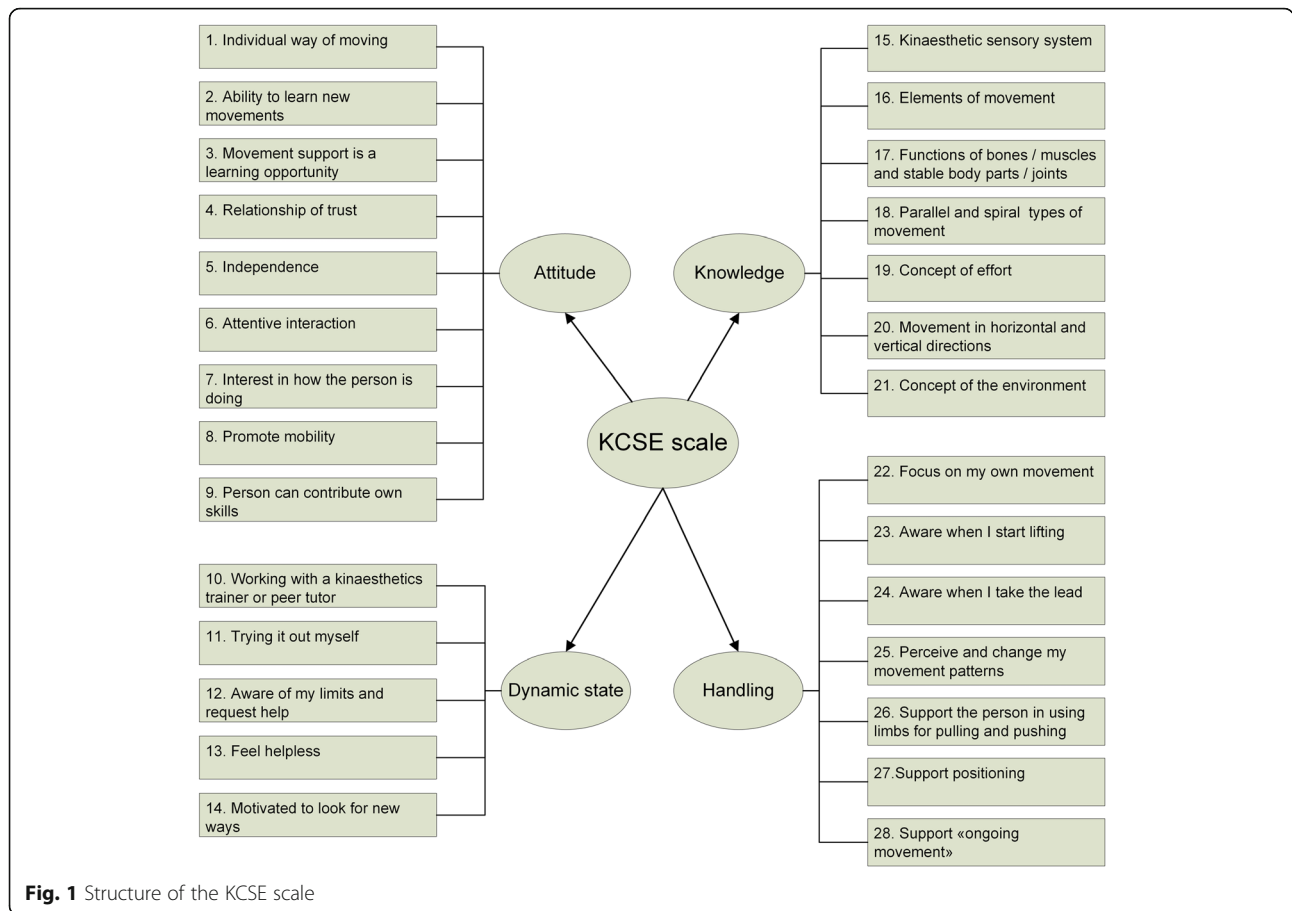 1. Individual way of moving
2. Ability to learn new
movements
3. Movement support is a
learning opportunity
4. Relationship of trust
5. Independence
6. Attentive interaction
7. Interest in how the person is
doing
8. Promote mobility
9. Person can contribute own
skills
10. Working with a kinaesthetics
trainer or peer tutor
11. Trying it out myself
12. Aware of my limits and
request help
13. Feel helpless
14. Motivated to look for new
ways
Attitude
Knowledge
KCSE scale
Dynamic state
Handling
15. Kinaesthetic sensory system
16. Elements of movement
17. Functions of bones / muscles
and stable body parts / joints
18. Parallel and spiral types of
movement
19. Concept of effort
20. Movement in horizontal and
vertical directions
21. Concept of the environment
22. Focus on my own movement
23. Aware when I start lifting
24. Aware when I take the lead
25. Perceive and change my
movement patterns
26. Support the person in using
limbs for pulling and pushing
27.Support positioning
28. Support «ongoing
movement»
Fig. 1 Structure of the KCSE scale